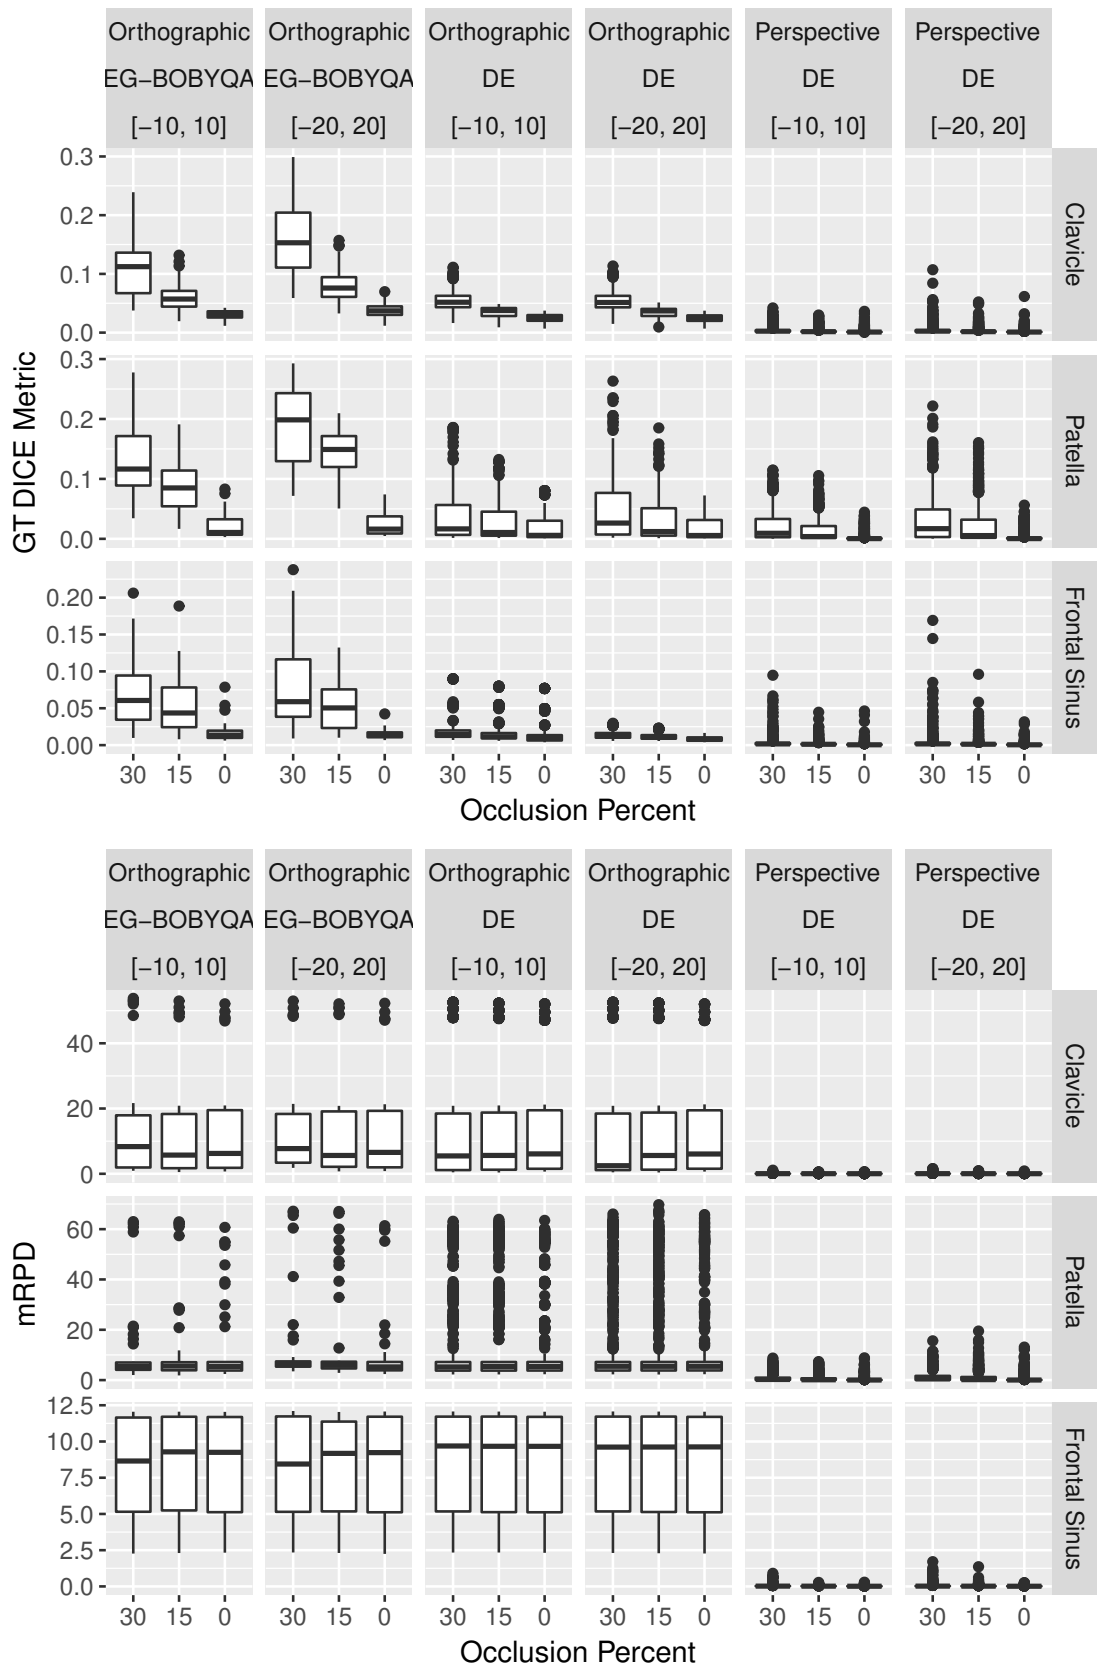 Orthographic Orthographic Orthographic Orthographic Perspective Perspective
EG−BOBYQA EG−BOBYQA DE DE DE DE
[−10, 10] [−20, 20] [−10, 10] [−20, 20] [−10, 10] [−20, 20]
GT DICE Metric
0.3
0.2
0.1
0.0
Clavicle
0.3
0.2
0.1
0.0
Patella
0.20
0.15
0.10
0.05
0.00
Frontal Sinus
30 15 0 30 15 0 30 15 0 30 15 0 30 15 0 30 15 0
Occlusion Percent
Orthographic Orthographic Orthographic Orthographic Perspective Perspective
EG−BOBYQA EG−BOBYQA DE DE DE DE
[−10, 10] [−20, 20] [−10, 10] [−20, 20] [−10, 10] [−20, 20]
mRPD
40
20
0
Clavicle
60
40
20
0
Patella
12.5
10.0
7.5
5.0
2.5
0.0
Frontal Sinus
30 15 0 30 15 0 30 15 0 30 15 0 30 15 0 30 15 0
Occlusion Percent